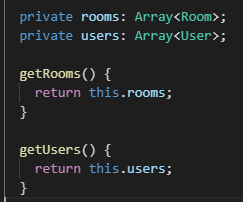 private rooms: Array<Room>;
private users: Array<User>;
getRooms() {
return this.rooms;
}
getUsers() {
return this.users;
}